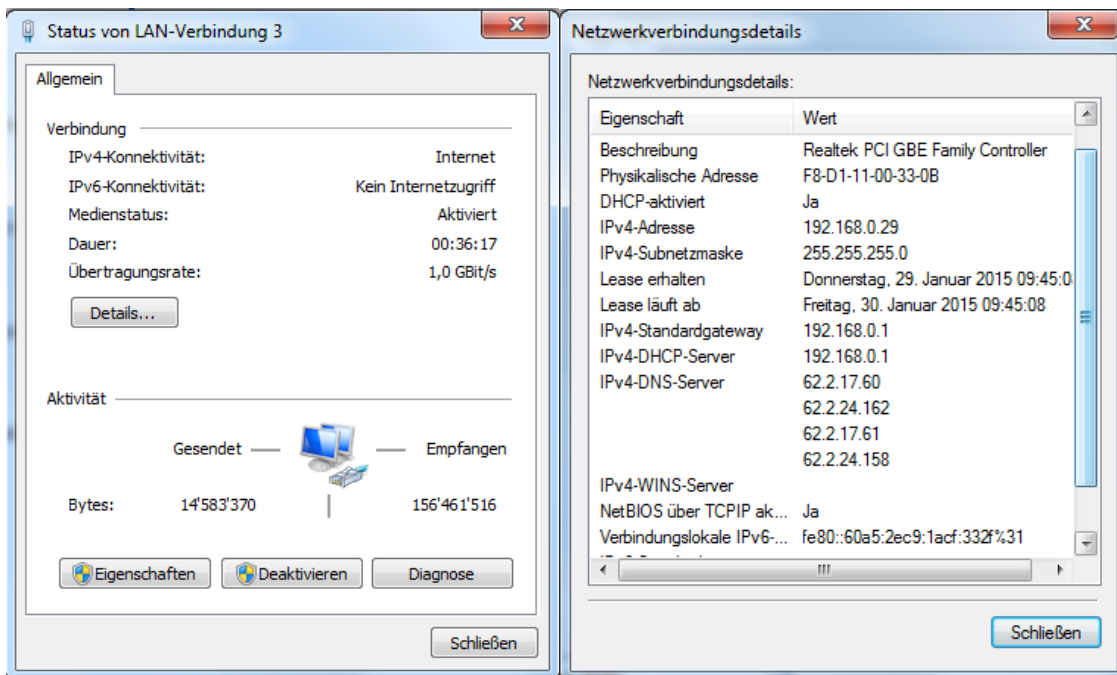 Status von LAN-Verbindung 3
Allgemein
Verbindung
IPv4-Konnektivität: Internet
IPv6-Konnektivität: Kein Internetzugriff
Medienstatus: Aktiviert
Dauer: 00:36:17
Übertragungsrate: 1,0 GBit/s
Details...
Aktivität
Gesendet Empfangen
Bytes: 14'583'370 156'461'516
Eigenschaften Deaktivieren Diagnose
Schließen
Netzwerkverbindungsdetails
Netzwerkverbindungsdetails:
Eigenschaft Wert
Beschreibung Realtek PCI GBE Family Controller
Physikalische Adresse F8-D1-11-00-33-0B
DHCP-aktiviert Ja
IPv4-Adresse 192.168.0.29
IPv4-Subnetzmaske 255.255.255.0
Lease erhalten Donnerstag, 29. Januar 2015 09:45:0
Lease läuft ab Freitag, 30. Januar 2015 09:45:08
IPv4-Standardgateway 192.168.0.1
IPv4-DHCP-Server 192.168.0.1
IPv4-DNS-Server 62.2.17.60
62.2.24.162
62.2.17.61
62.2.24.158
IPv4-WINS-Server
NetBIOS über TCPIP ak... Ja
Verbindungslokale IPv6-... fe80::60a5:2ec9:1acf:332f%31
Schließen